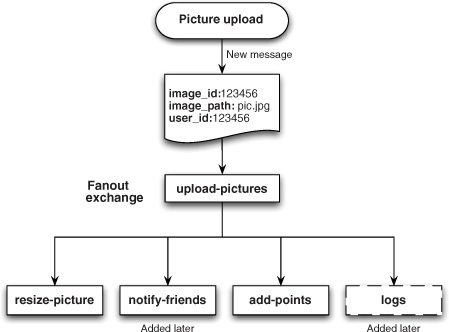 Picture upload
New message
image_id:123456
image_path: pic.jpg
user_id:123456
Fanout
exchange
upload-pictures
resize-picture
notify-friends
add-points
logs
Added later
Added later